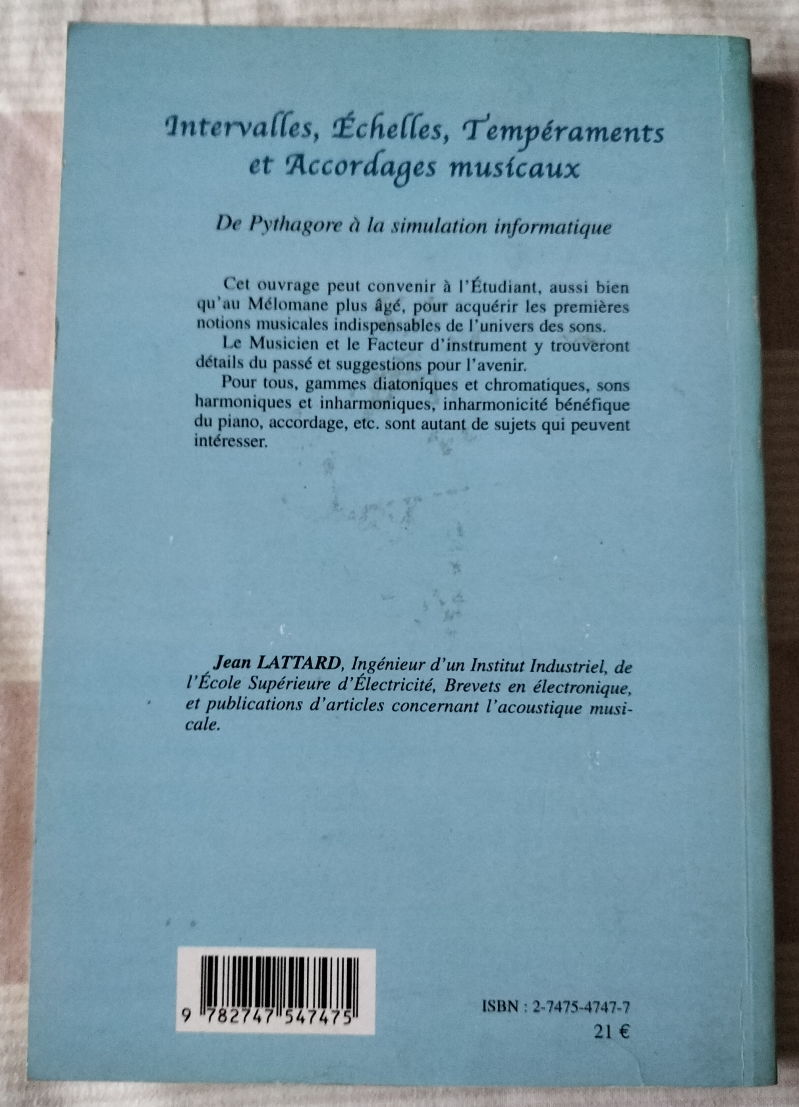 Intervalles, Échelles, Tempéraments
et Accordages musicaux
De Pythagore à la simulation informatique
Cet ouvrage peut convenir à l'Étudiant, aussi bien
qu'au Mélomane plus âgé, pour acquérir les premières
notions musicales indispensables de l'univers des sons.
Le Musicien et le Facteur d'instrument y trouveront
détails du passé et suggestions pour l'avenir.
Pour tous, gammes diatoniques et chromatiques, sons
harmoniques et inharmoniques, inharmonicité bénéfique
du piano, accordage, etc. sont autant de sujets qui peuvent
intéresser.
Jean LATTARD, Ingénieur d'un Institut Industriel, de
l'École Supérieure d'Électricité, Brevets en électronique,
et publications d'articles concernant l'acoustique musi-
cale.
9 782747 547475
ISBN : 2-7475-4747-7
21 €